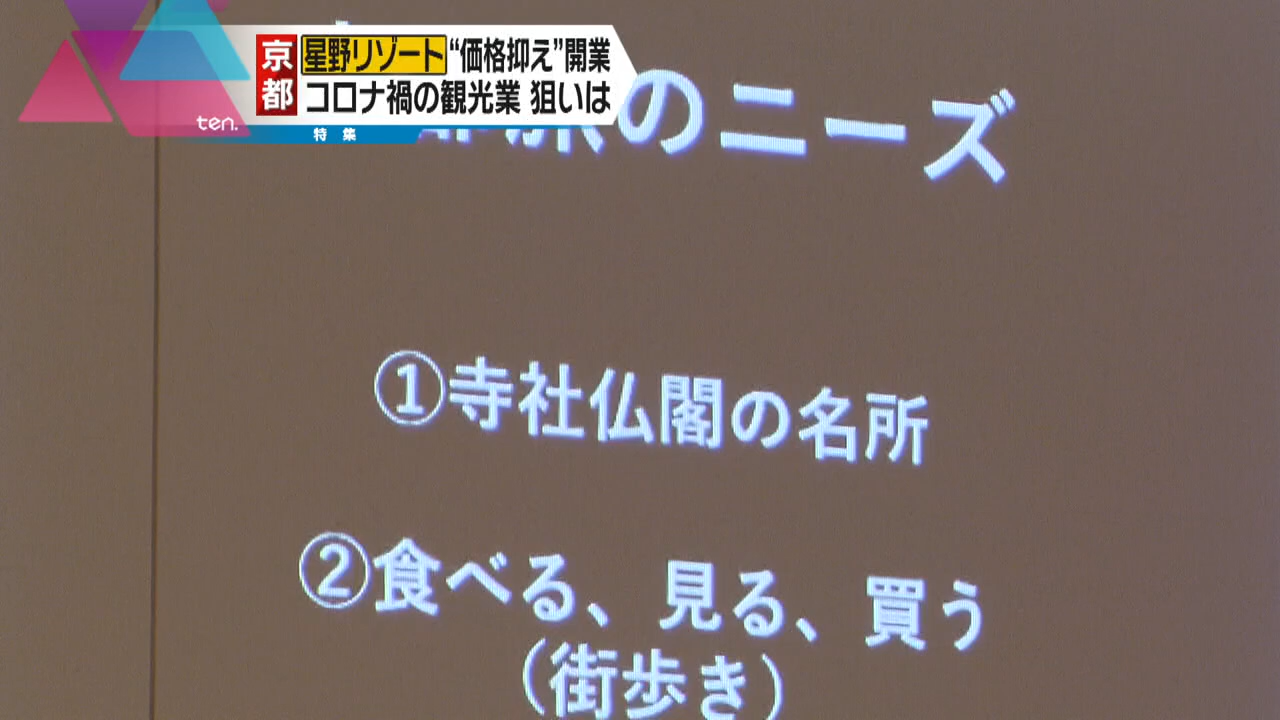 京都
星野リゾート“価格抑え”開業
コロナ禍の観光業 狙いは
ten.
特集
旅のニーズ
①寺社仏閣の名所
②食べる、見る、買う
(街歩き)